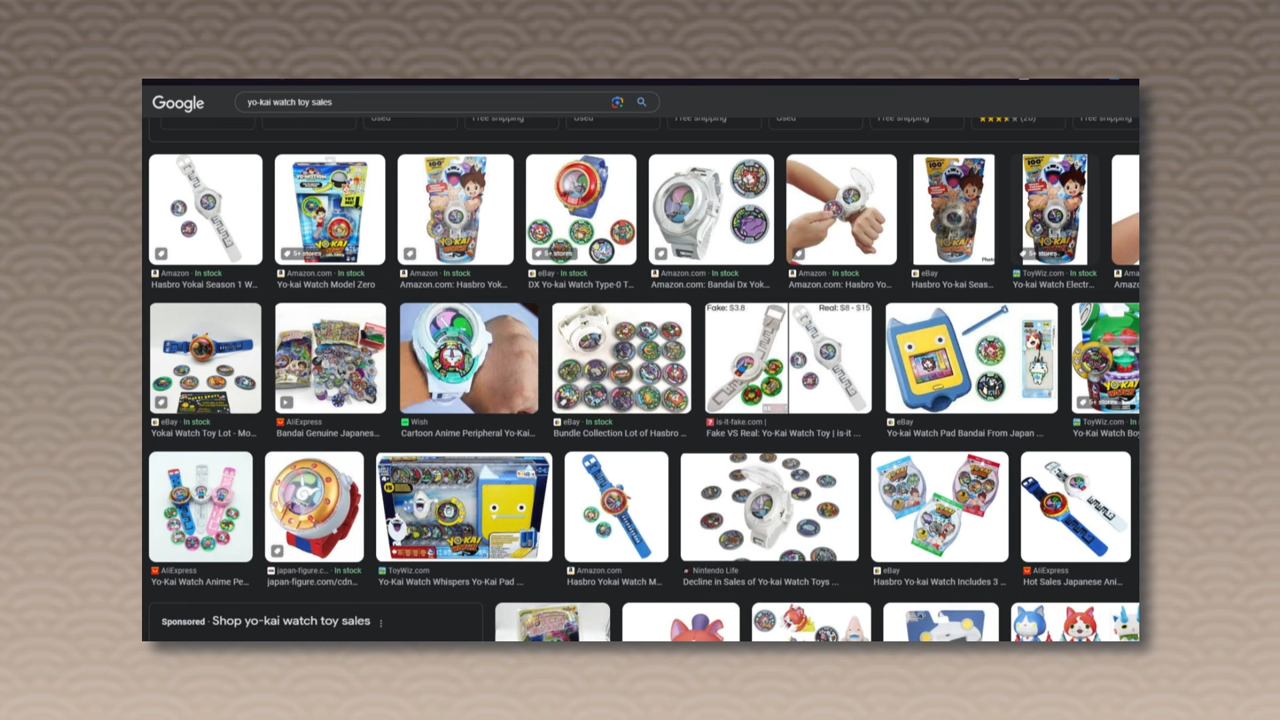 Google
yo-kai watch toy sales
Used
Free shipping
Used
Free shipping
Used
Free shipping
(20)
Free shipping
5+ stores
5+ stores
5+ stores
Amazon · In stock
Hasbro Yokai Season 1 W...
Amazon.com · In stock
Yo-kai Watch Model Zero
Amazon · In stock
Amazon.com: Hasbro Yok...
eBay · In stock
DX Yo-kai Watch Type-0 T...
Amazon.com · In stock
Amazon.com: Bandai Dx Yok...
Amazon · In stock
Amazon.com: Hasbro Yo...
eBay
Hasbro Yo-kai Seas...
ToyWiz.com · In stock
Yo-kai Watch Electr...
Fake: $3.8
Real: $8 - $15
5+ stores
eBay · In stock
Yokai Watch Toy Lot - Mo...
AliExpress
Bandai Genuine Japanes...
Wish
Cartoon Anime Peripheral Yo-Kai...
eBay · In stock
Bundle Collection Lot of Hasbro ...
is-it-fake.com |
Fake VS Real: Yo-Kai Watch Toy | is-it ...
eBay
Yo-kai Watch Pad Bandai From Japan ...
ToyWiz.com · In
Yo-Kai Watch Bo
AliExpress
Yo-Kai Watch Anime Pe...
japan-figure.c... · In stock
japan-figure.com/cdn...
ToyWiz.com
Yo-Kai Watch Whispers Yo-Kai Pad ...
Amazon.com
Hasbro Yokai Watch M...
Nintendo Life
Decline in Sales of Yo-kai Watch Toys ...
eBay
Hasbro Yo-kai Watch Includes 3 ...
AliExpress
Hot Sales Japanese Ani...
Sponsored · Shop yo-kai watch toy sales